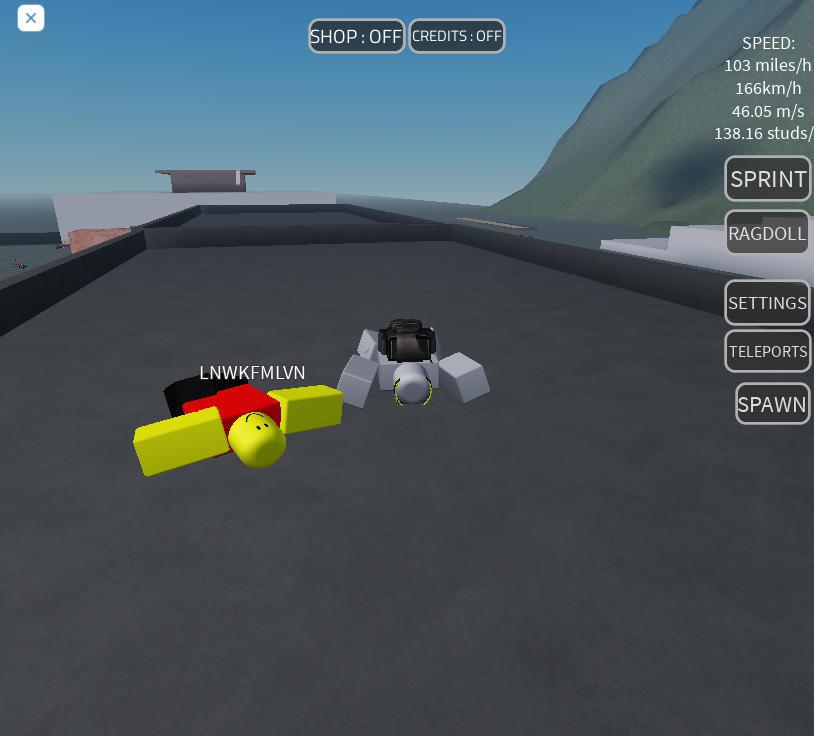 SHOP : OFF
CREDITS : OFF
SPEED:
103 miles/h
166km/h
46.05 m/s
138.16 studs/
SPRINT
RAGDOLL
SETTINGS
TELEPORTS
SPAWN
LNWKFMLVN